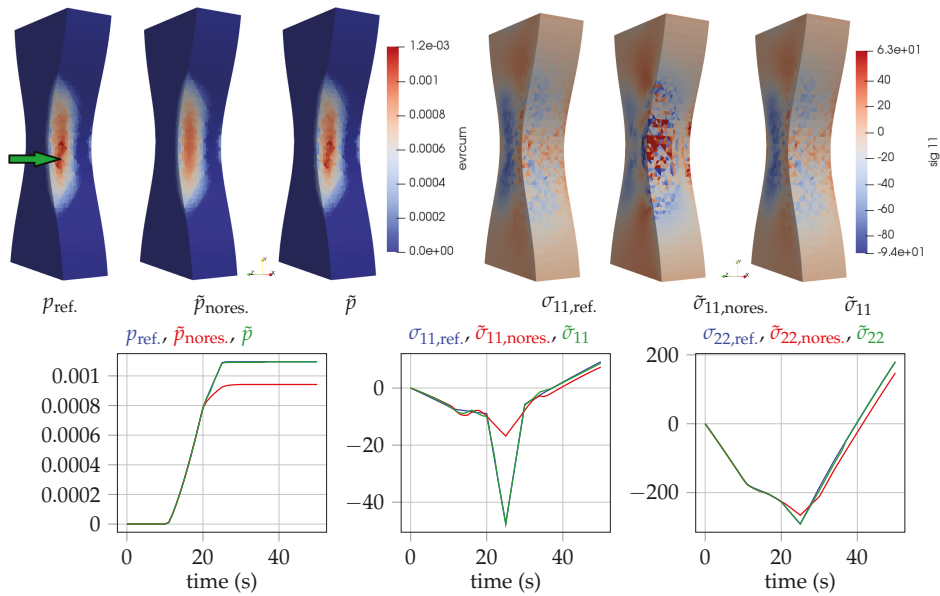 1.2e-03
0.001
0.0008
0.0006
0.0004
0.0002
0.0e+00
evrcum
6.3e+01
60
40
20
0
-20
-40
-60
-80
-9.4e+01
sig 11
p_ref. p̃_nores. p̃ σ_11,ref. σ̃_11,nores. σ̃_11
p_ref., p̃_nores., p̃
0.001
0.0008
0.0006
0.0004
0.0002
0
0 20 40
time (s)
σ_11,ref., σ̃_11,nores., σ̃_11
0
−20
−40
0 20 40
time (s)
σ_22,ref., σ̃_22,nores., σ̃_22
200
0
−200
0 20 40
time (s)